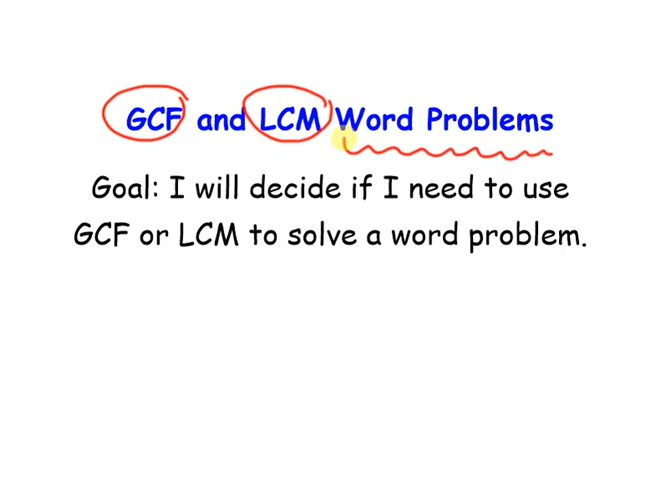 GCF and LCM Word Problems
Goal: I will decide if I need to use
GCF or LCM to solve a word problem.